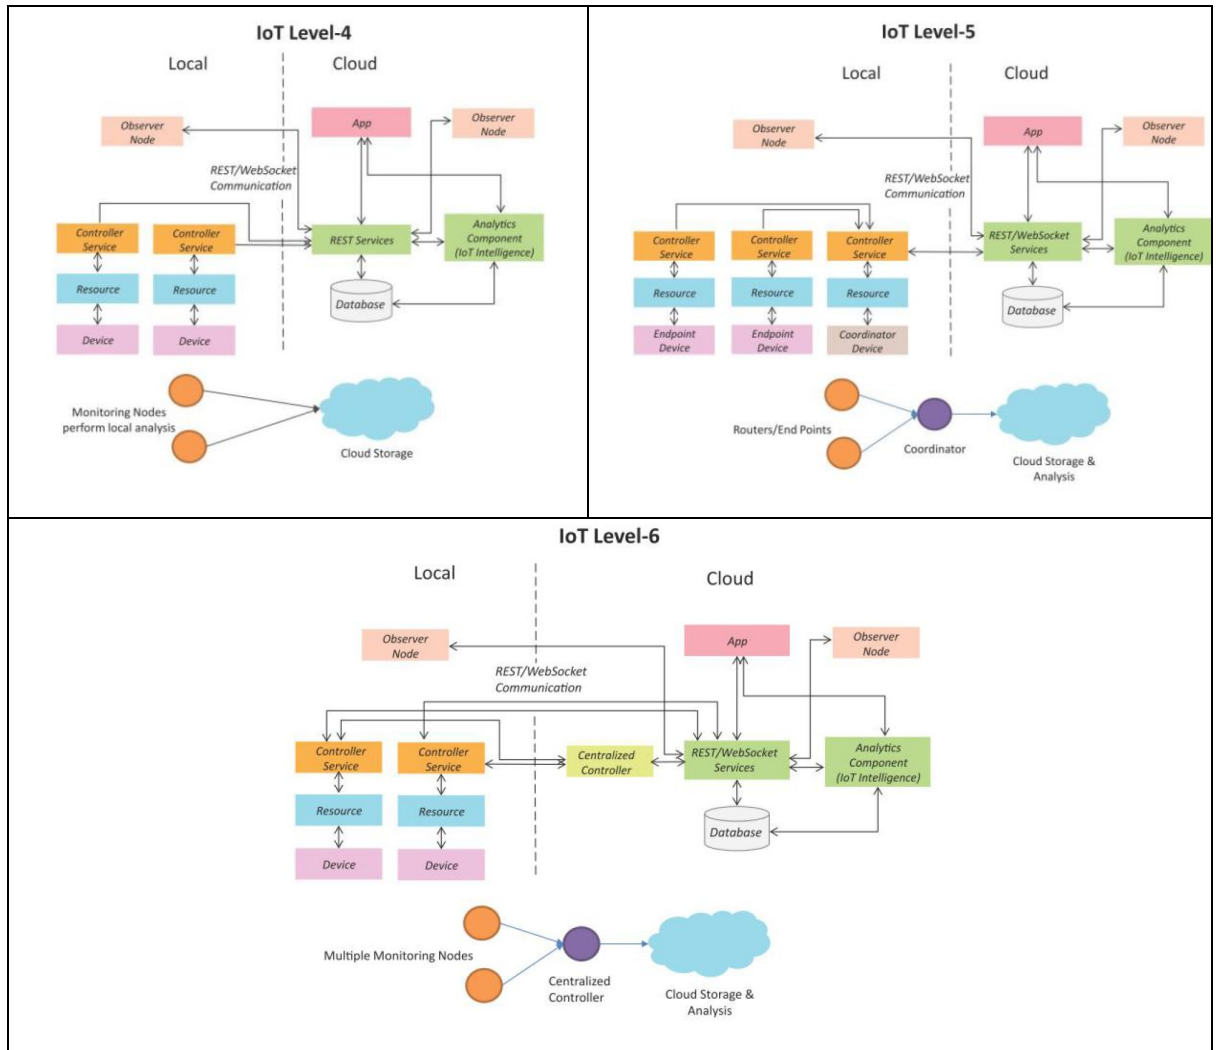 IoT Level-4
Local
Cloud
Observer
Node
App
Observer
Node
REST/WebSocket
Communication
Controller
Service
Controller
Service
REST Services
Analytics
Component
(IoT Intelligence)
Resource
Resource
Database
Device
Device
Monitoring Nodes
perform local analysis
Cloud Storage
IoT Level-5
Local
Cloud
Observer
Node
App
Observer
Node
REST/WebSocket
Communication
Controller
Service
Controller
Service
Controller
Service
REST/WebSocket
Services
Analytics
Component
(IoT Intelligence)
Resource
Resource
Resource
Database
Endpoint
Device
Endpoint
Device
Coordinator
Device
Routers/End Points
Coordinator
Cloud Storage &
Analysis
IoT Level-6
Local
Cloud
Observer
Node
App
Observer
Node
REST/WebSocket
Communication
Controller
Service
Controller
Service
Centralized
Controller
REST/WebSocket
Services
Analytics
Component
(IoT Intelligence)
Resource
Resource
Database
Device
Device
Multiple Monitoring Nodes
Centralized
Controller
Cloud Storage &
Analysis